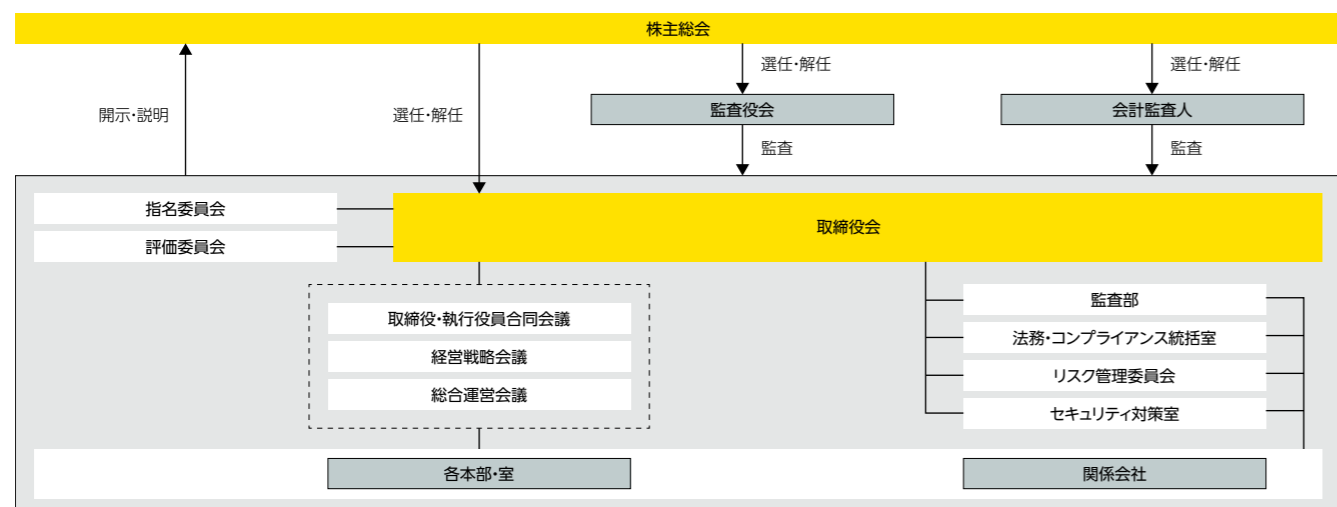 株主総会
開示・説明
選任・解任
選任・解任
選任・解任
監査役会
会計監査人
監査
監査
指名委員会
評価委員会
取締役会
取締役・執行役員合同会議
経営戦略会議
総合運営会議
監査部
法務・コンプライアンス統括室
リスク管理委員会
セキュリティ対策室
各本部・室
関係会社